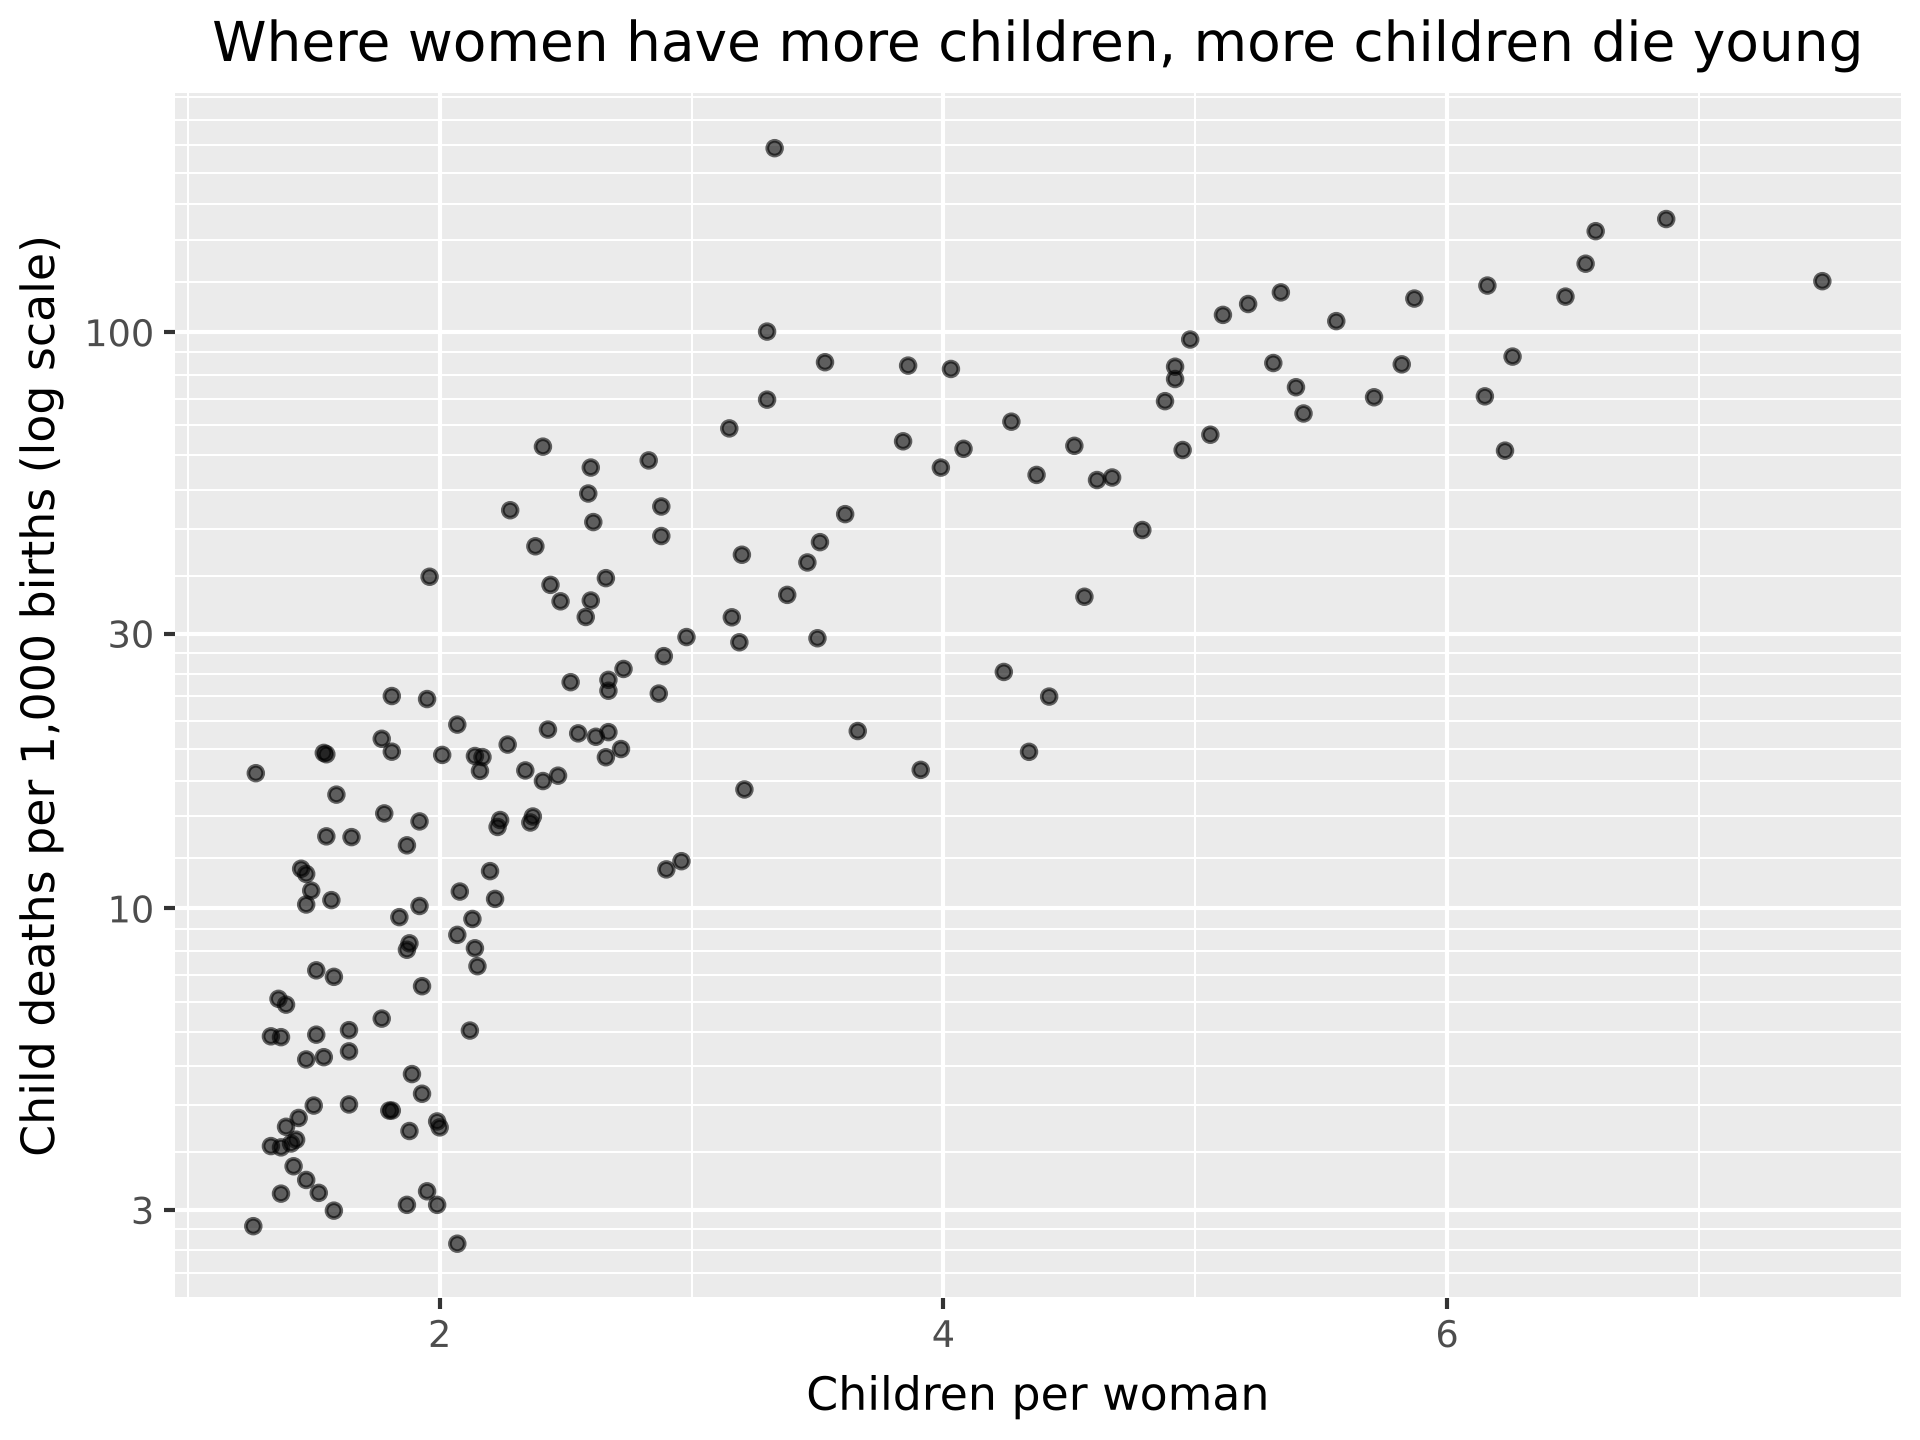 Where women have more children, more children die young
Child deaths per 1,000 births (log scale)
100
30
10
3
2
4
6
Children per woman